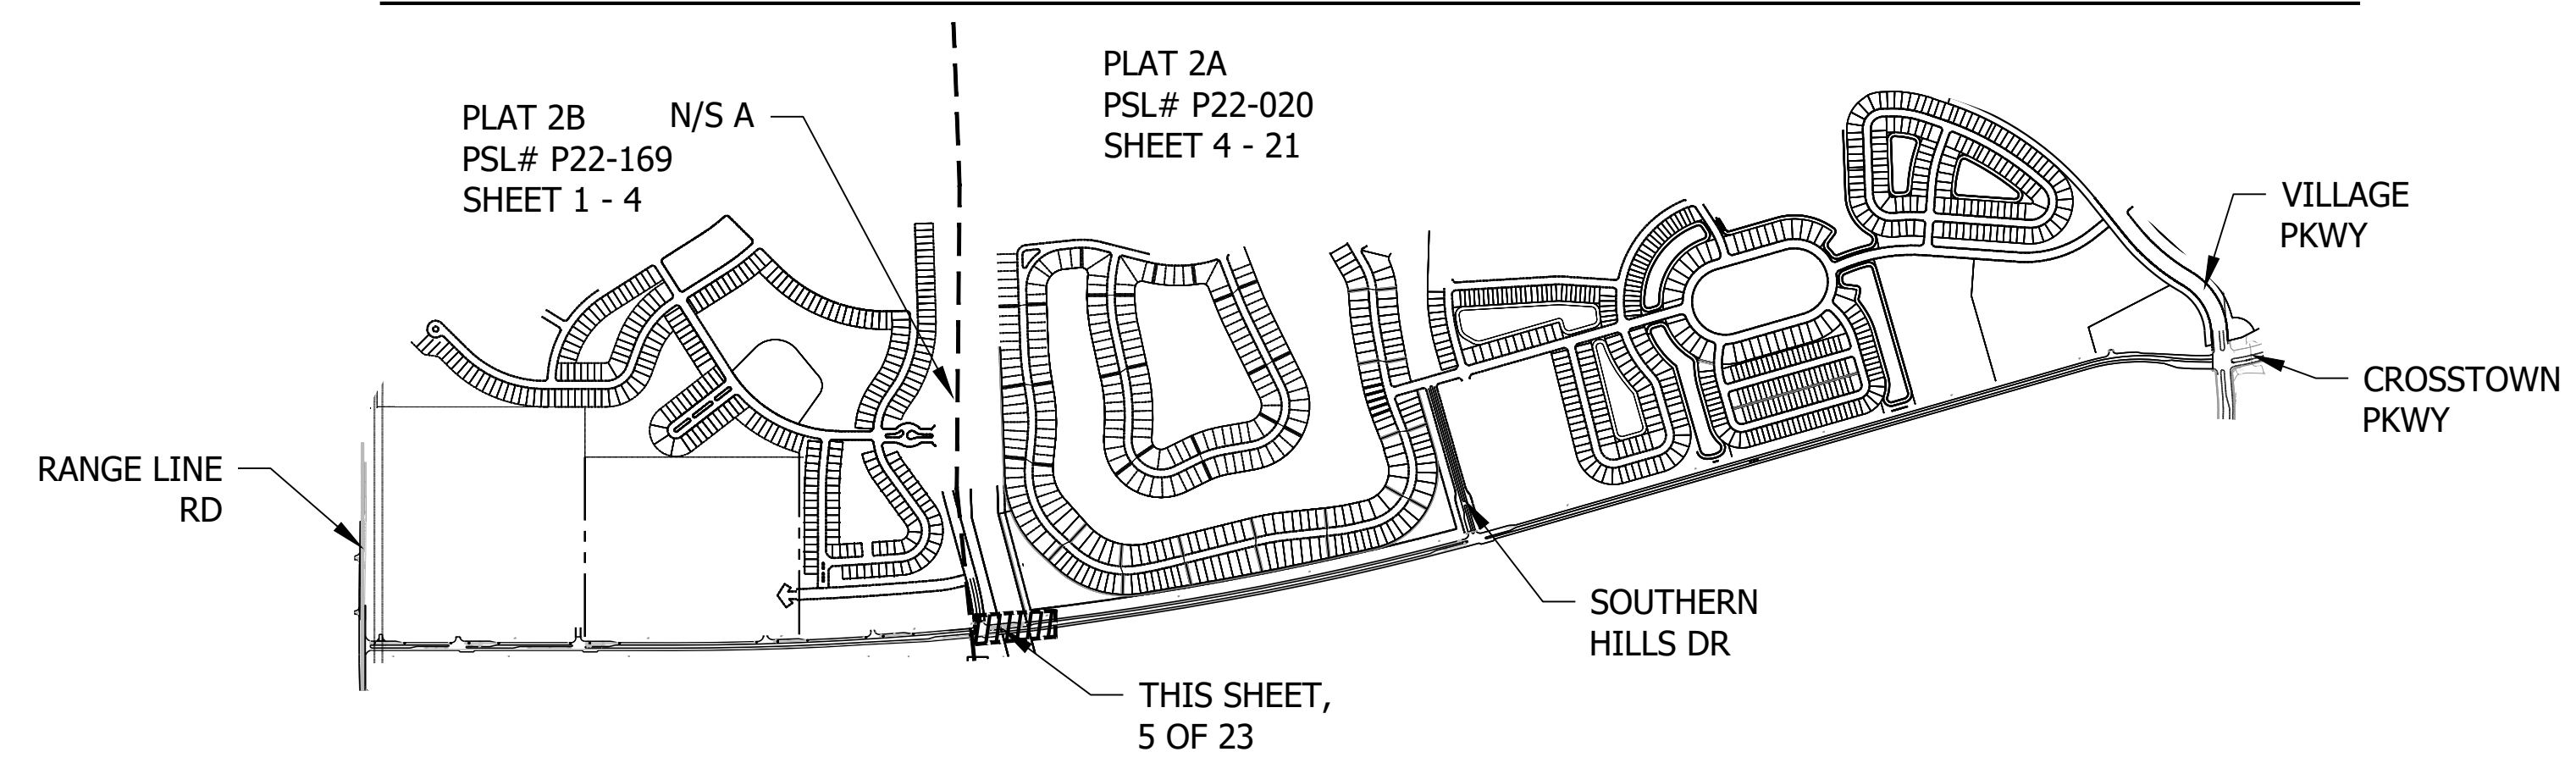 PLAT 2A
PSL# P22-020
SHEET 4 - 21
PLAT 2B
PSL# P22-169
SHEET 1 - 4
N/S A
VILLAGE
PKWY
CROSSTOWN
PKWY
RANGE LINE
RD
SOUTHERN
HILLS DR
THIS SHEET,
5 OF 23